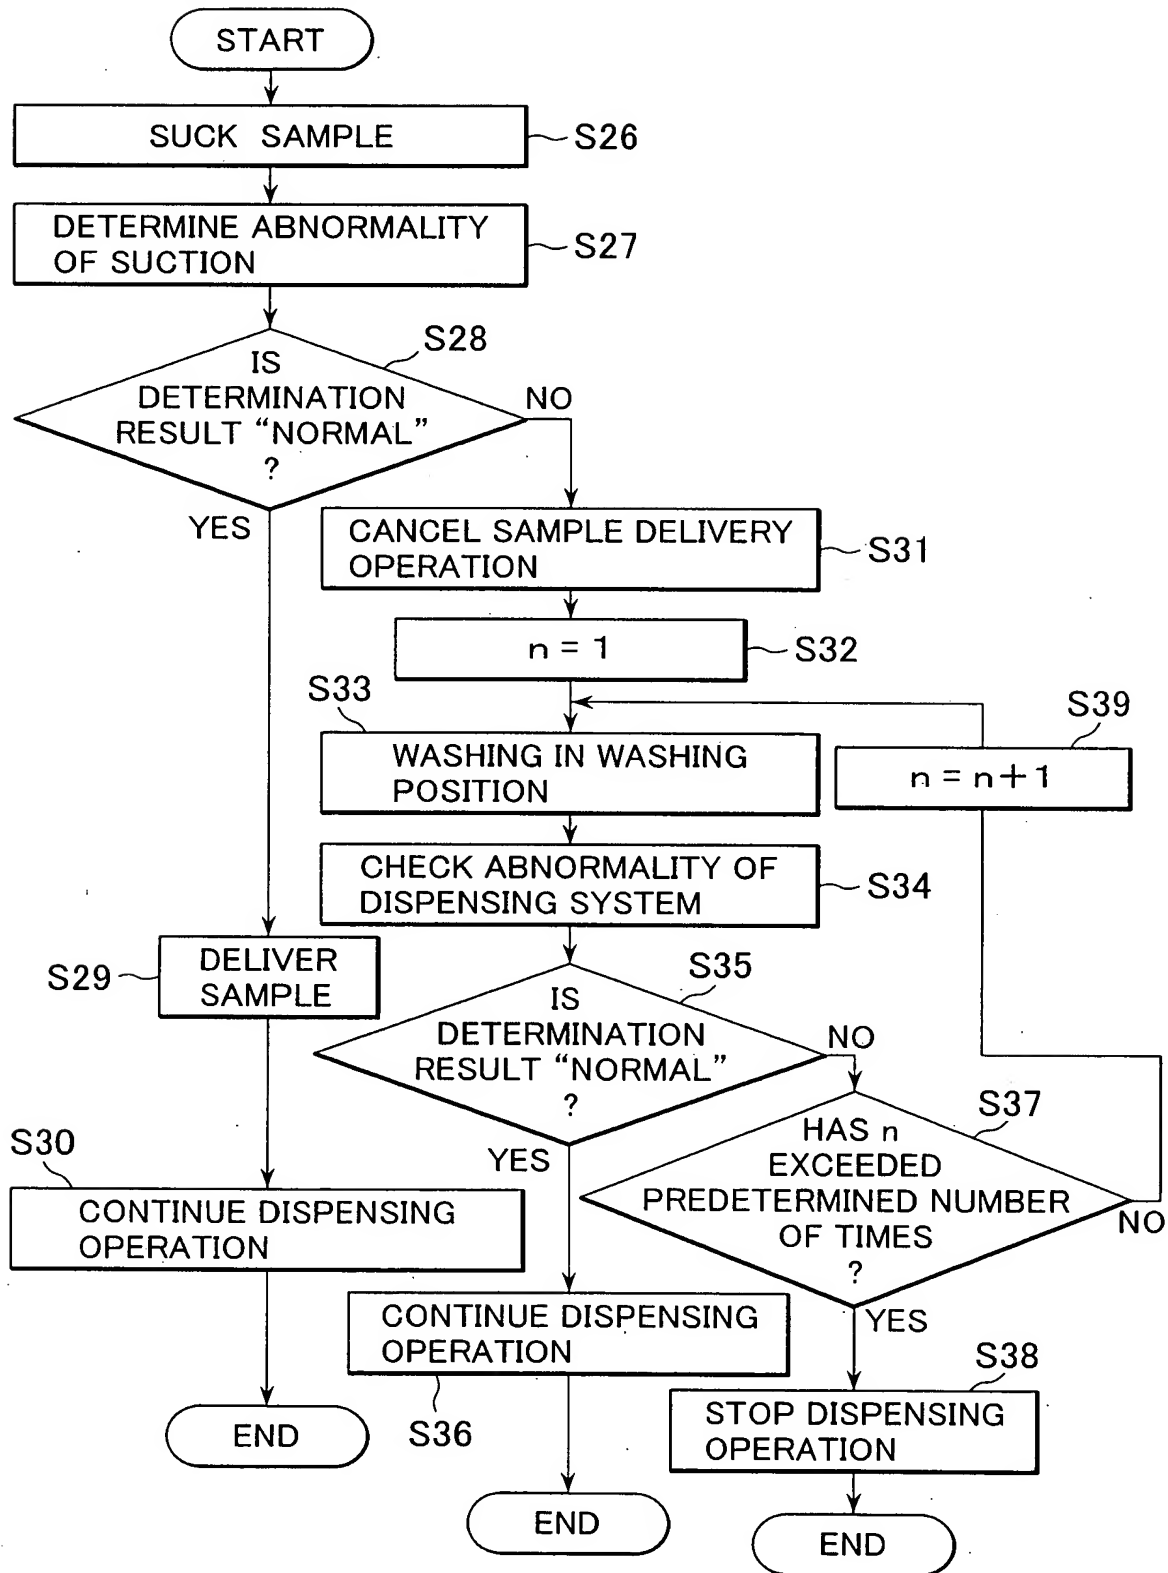 START
SUCK SAMPLE
S26
DETERMINE ABNORMALITY
OF SUCTION
S27
S28
IS
DETERMINATION
RESULT “NORMAL”
?
NO
YES
CANCEL SAMPLE DELIVERY
OPERATION
S31
n = 1
S32
S33
WASHING IN WASHING
POSITION
S39
n = n+1
CHECK ABNORMALITY OF
DISPENSING SYSTEM
S34
S29
DELIVER
SAMPLE
S35
IS
DETERMINATION
RESULT “NORMAL”
?
NO
YES
S37
HAS n
EXCEEDED
PREDETERMINED NUMBER
OF TIMES
?
NO
YES
S30
CONTINUE DISPENSING
OPERATION
CONTINUE DISPENSING
OPERATION
S36
S38
STOP DISPENSING
OPERATION
END
END
END